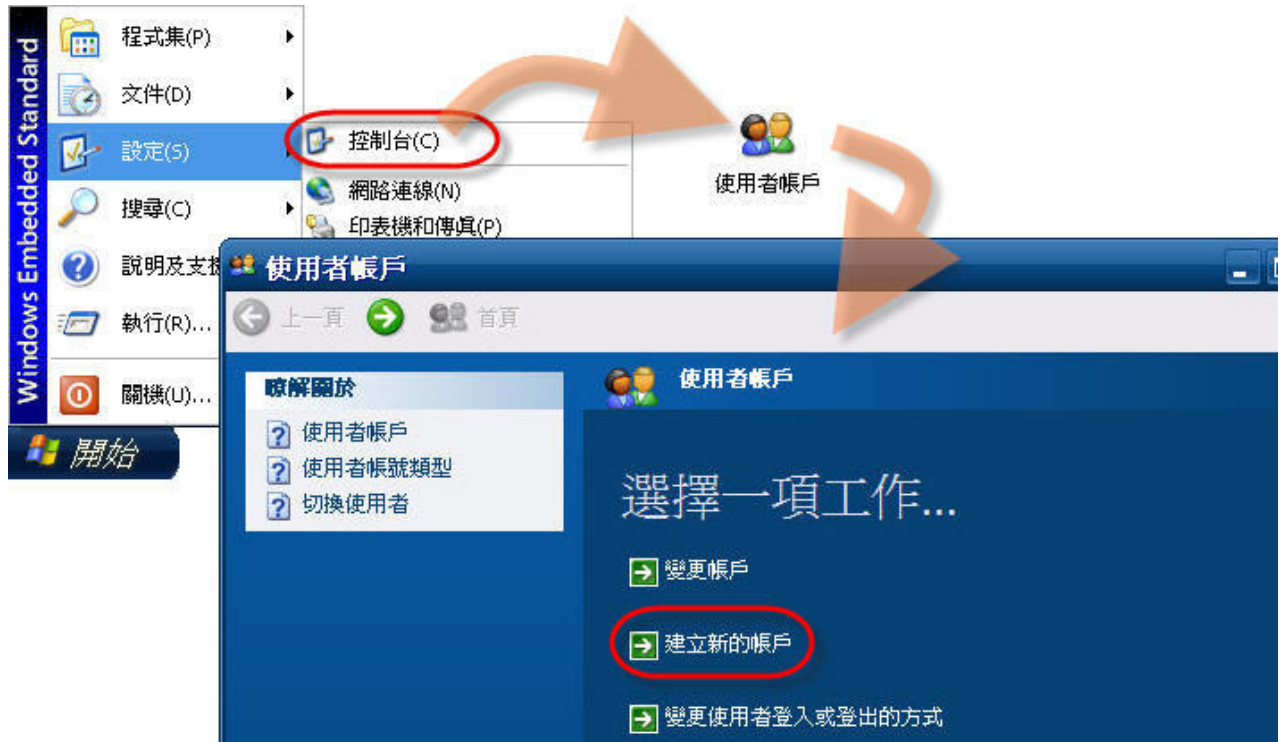 Windows Embedded Standard
程式集(P)
文件(D)
設定(S)
搜尋(C)
說明及支援
執行(R)...
關機(U)...
開始
控制台(C)
網路連線(N)
印表機和傳真(P)
使用者帳戶
使用者帳戶
上一頁
首頁
瞭解關於
使用者帳戶
使用者帳號類型
切換使用者
使用者帳戶
選擇一項工作...
變更帳戶
建立新的帳戶
變更使用者登入或登出的方式